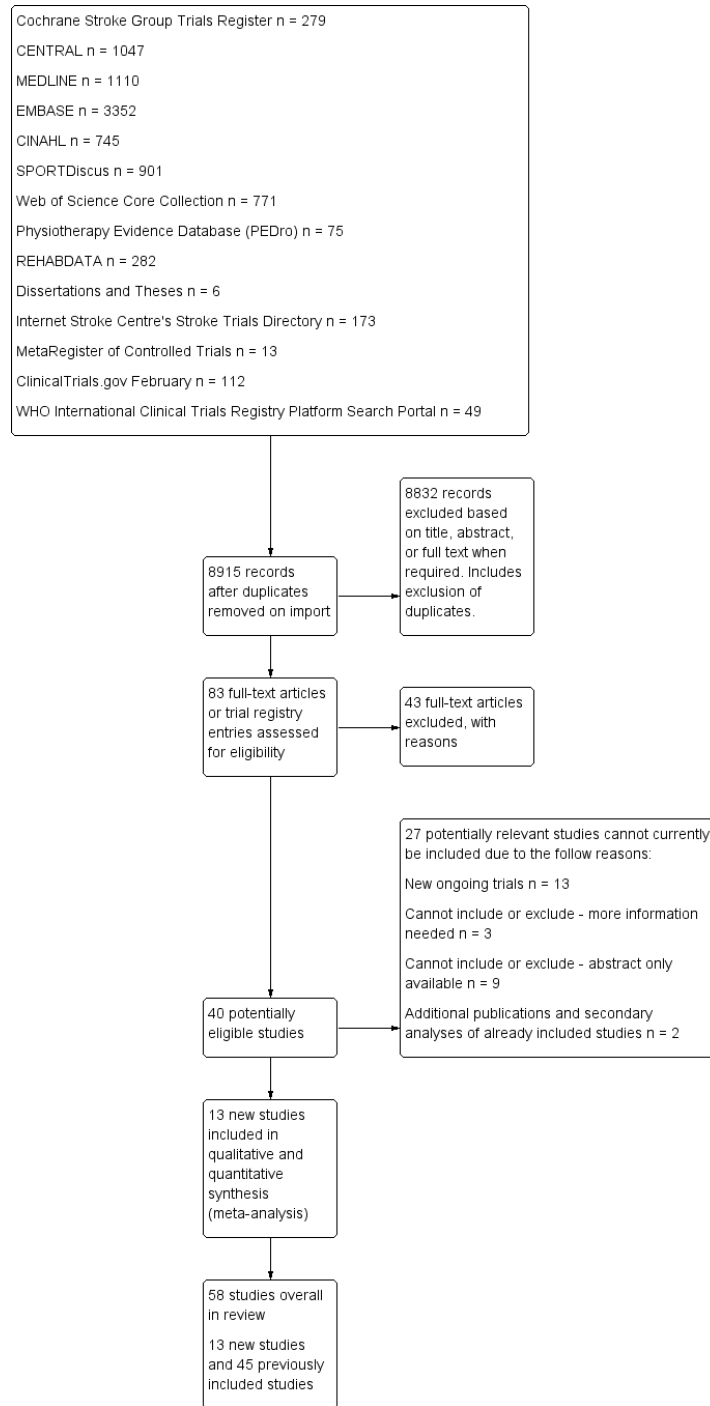 Cochrane Stroke Group Trials Register n = 279
CENTRAL n = 1047
MEDLINE n = 1110
EMBASE n = 3352
CINAHL n = 745
SPORTDiscus n = 901
Web of Science Core Collection n = 771
Physiotherapy Evidence Database (PEDro) n = 75
REHABDATA n = 282
Dissertations and Theses n = 6
Internet Stroke Centre's Stroke Trials Directory n = 173
MetaRegister of Controlled Trials n = 13
ClinicalTrials.gov February n = 112
WHO International Clinical Trials Registry Platform Search Portal n = 49
8915 records
after duplicates
removed on import
8832 records
excluded based
on title, abstract,
or full text when
required. Includes
exclusion of
duplicates.
83 full-text articles
or trial registry
entries assessed
for eligibility
43 full-text articles
excluded, with
reasons
40 potentially
eligible studies
27 potentially relevant studies cannot currently
be included due to the follow reasons:
New ongoing trials n = 13
Cannot include or exclude - more information
needed n = 3
Cannot include or exclude - abstract only
available n = 9
Additional publications and secondary
analyses of already included studies n = 2
13 new studies
included in
qualitative and
quantitative
synthesis
(meta-analysis)
58 studies overall
in review
13 new studies
and 45 previously
included studies